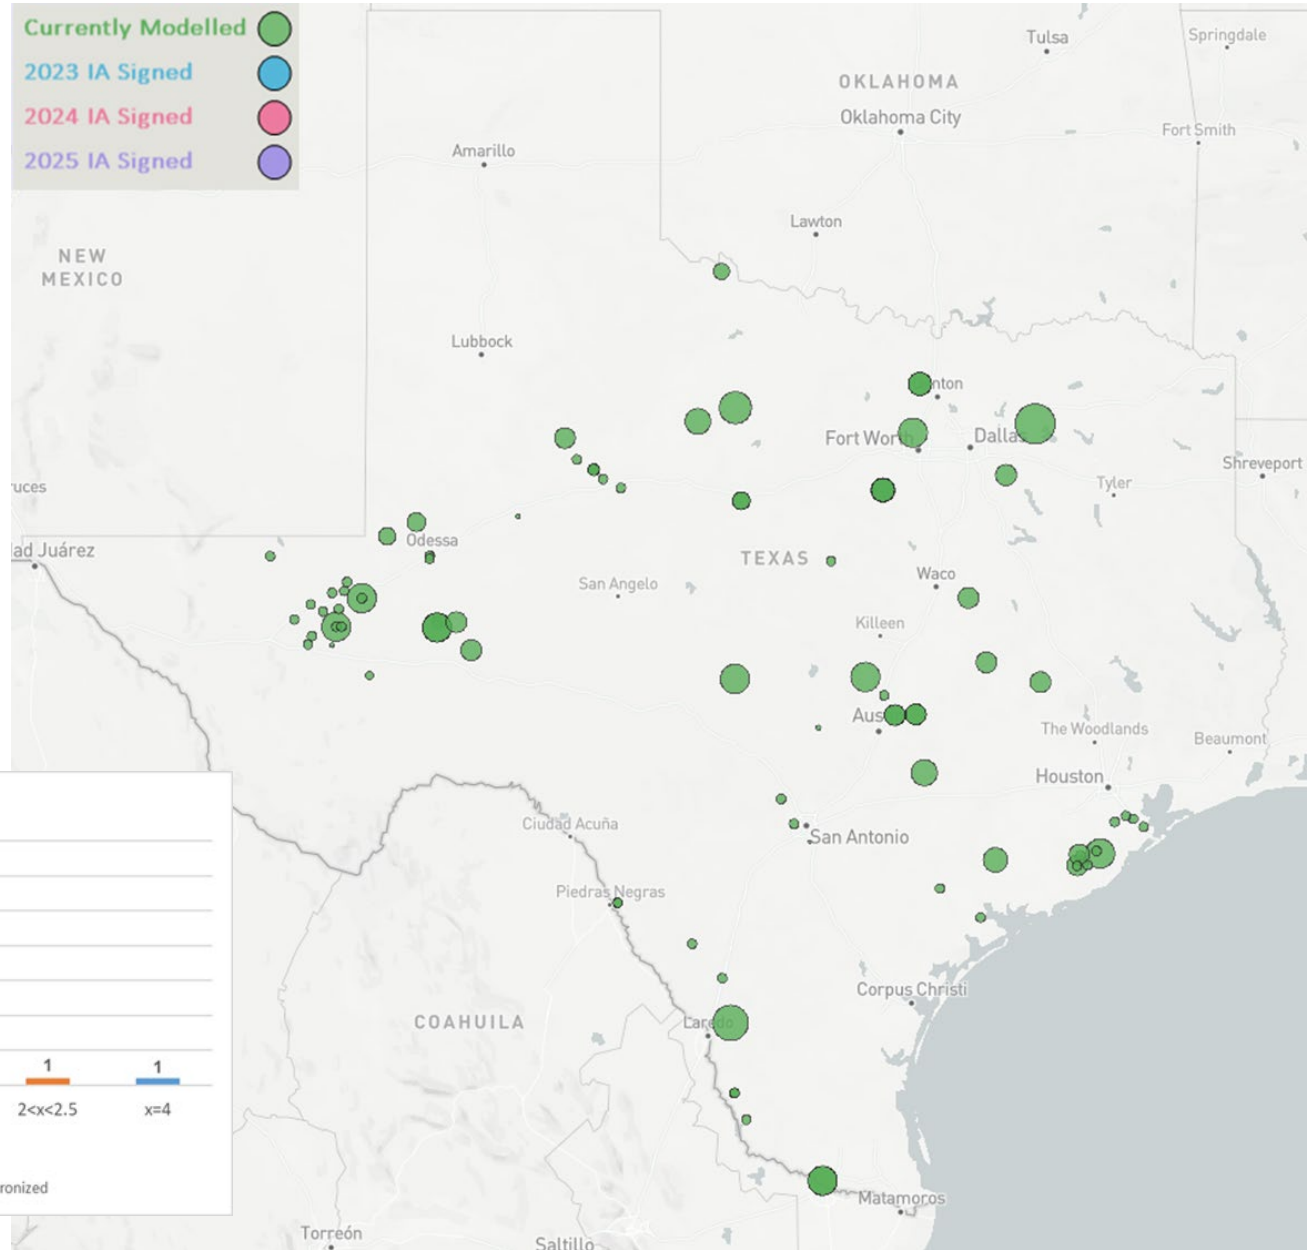 Currently Modelled
2023 IA Signed
2024 IA Signed
2025 IA Signed
Tulsa
Springdale
OKLAHOMA
Oklahoma City
Fort Smith
Amarillo
Lawton
NEW
MEXICO
Lubbock
nton
Fort Worth
Dallas
Shreveport
Tyler
ruces
Odessa
ad Juárez
TEXAS
San Angelo
Waco
Killeen
Aus
The Woodlands
Beaumont
Houston
Ciudad Acuña
San Antonio
Piedras Negras
Corpus Christi
COAHUILA
Laredo
1
1
2<x<2.5
x=4
ronized
Matamoros
Torreón
Saltillo